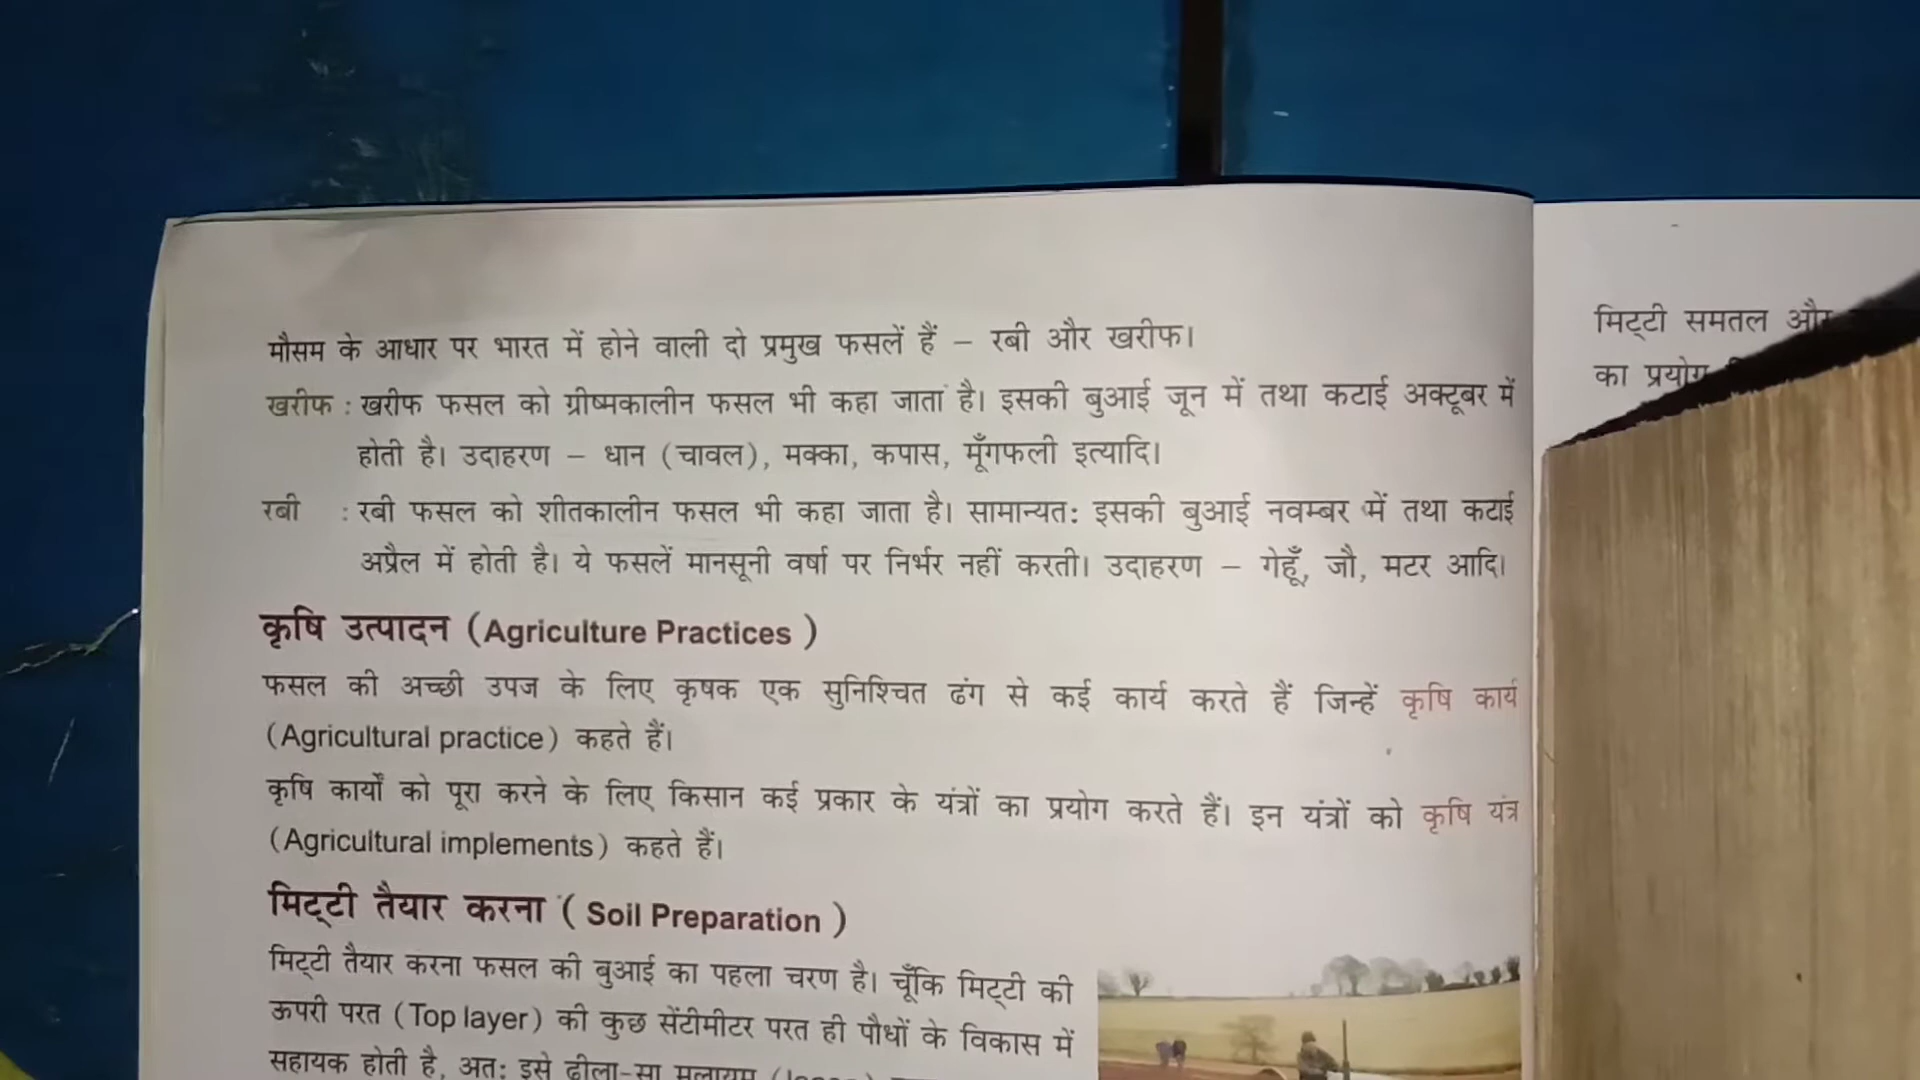 मौसम के आधार पर भारत में होने वाली दो प्रमुख फसलें हैं – रबी और खरीफ।
खरीफ : खरीफ फसल को ग्रीष्मकालीन फसल भी कहा जाता है। इसकी बुआई जून में तथा कटाई अक्टूबर में
होती है। उदाहरण – धान (चावल), मक्का, कपास, मूँगफली इत्यादि।
रबी : रबी फसल को शीतकालीन फसल भी कहा जाता है। सामान्यत: इसकी बुआई नवम्बर में तथा कटाई
अप्रैल में होती है। ये फसलें मानसूनी वर्षा पर निर्भर नहीं करती। उदाहरण – गेहूँ, जौ, मटर आदि।
कृषि उत्पादन (Agriculture Practices )
फसल की अच्छी उपज के लिए कृषक एक सुनिश्चित ढंग से कई कार्य करते हैं जिन्हें कृषि कार्य
(Agricultural practice) कहते हैं।
कृषि कार्यों को पूरा करने के लिए किसान कई प्रकार के यंत्रों का प्रयोग करते हैं। इन यंत्रों को कृषि यंत्र
(Agricultural implements) कहते हैं।
मिट्टी तैयार करना ( Soil Preparation )
मिट्टी तैयार करना फसल की बुआई का पहला चरण है। चूँकि मिट्टी की
ऊपरी परत (Top layer) की कुछ सेंटीमीटर परत ही पौधों के विकास में
सहायक होती है, अत: इसे ढीला-सा मुलायम
मिट्टी समतल और
का प्रयोग